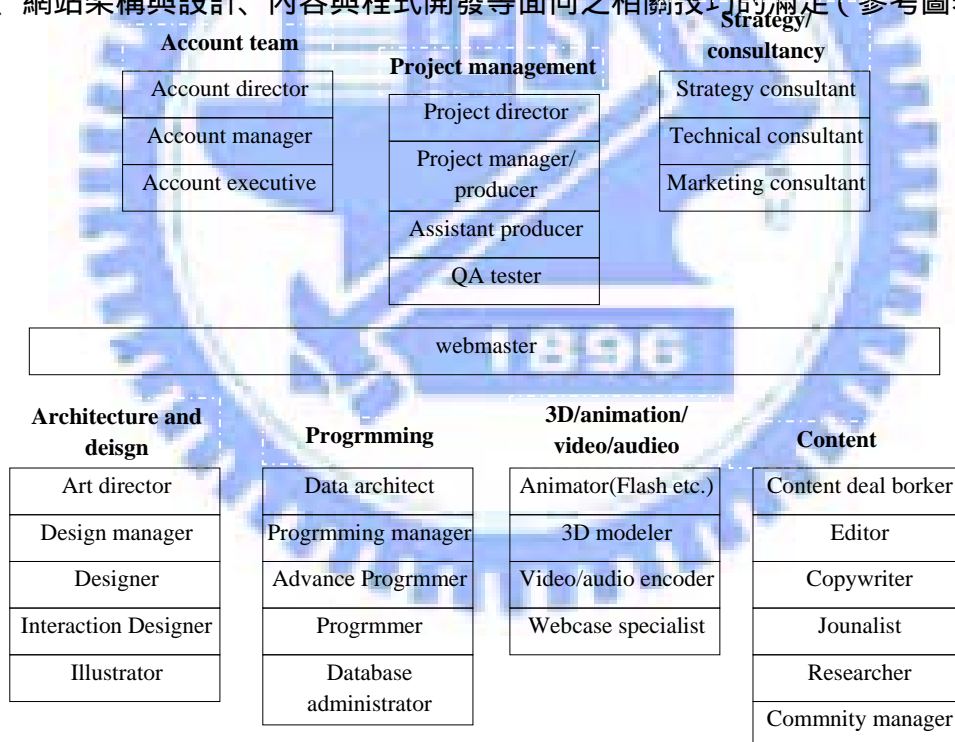 、網站架構與設計、內容與程式開發等面向之相關技巧的滿足(參考圖
Account team
Account director
Account manager
Account executive
Project management
Project director
Project manager/
producer
Assistant producer
QA tester
Strategy/
consultancy
Strategy consultant
Technical consultant
Marketing consultant
webmaster
1896
Architecture and
deisgn
Art director
Design manager
Designer
Interaction Designer
Illustrator
Progrmming
Data architect
Progrmming manager
Advance Progrmmer
Progrmmer
Database
administrator
3D/animation/
video/audieo
Animator(Flash etc.)
3D modeler
Video/audio encoder
Webcase specialist
Content
Content deal borker
Editor
Copywriter
Jounalist
Researcher
Commnity manager